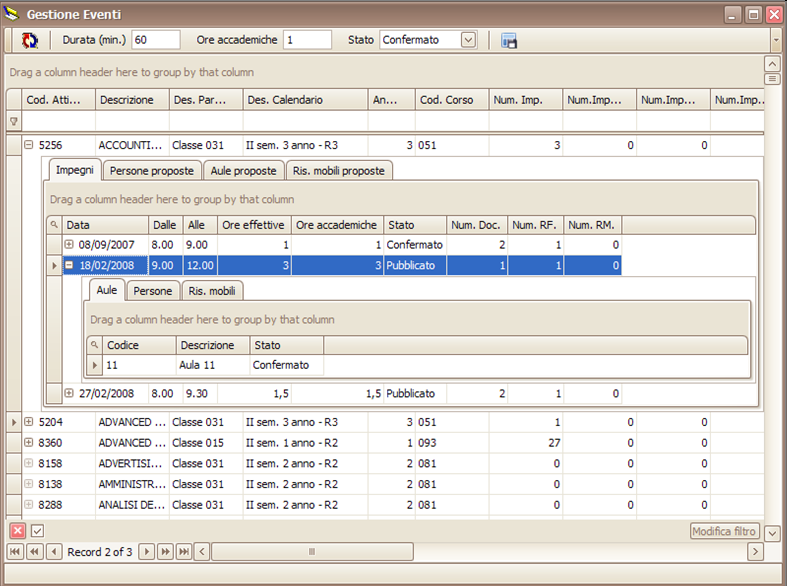 Gestione Eventi
Durata (min.) 60 Ore accademiche 1 Stato Confermato
Drag a column header here to group by that column
Cod. Atti... Descrizione Des. Par... Des. Calendario An... Cod. Corso Num. Imp. Num.Imp... Num.Imp... Num.Imp..
5256 ACCOUNTI... Classe 031 II sem. 3 anno - R3 3 051 3 0 0
Impegni Persone proposte Aule proposte Ris. mobili proposte
Drag a column header here to group by that column
Data Dalle Alle Ore effettive Ore accademiche Stato Num. Doc. Num. RF. Num. RM.
08/09/2007 8.00 9.00 1 1 Confermato 2 1 0
18/02/2008 9.00 12.00 3 3 Pubblicato 1 1 0
Aule Persone Ris. mobili
Drag a column header here to group by that column
Codice Descrizione Stato
11 Aula 11 Confermato
27/02/2008 8.00 9.30 1,5 1,5 Pubblicato 2 1 0
5204 ADVANCED ... Classe 031 II sem. 3 anno - R3 3 051 1 0 0
8360 ADVANCED ... Classe 015 II sem. 1 anno - R2 1 093 27 0 0
8158 ADVERTISI... Classe 031 II sem. 2 anno - R2 2 081 0 0 0
8138 AMMINISTR... Classe 031 II sem. 2 anno - R2 2 081 0 0 0
8288 ANALISI DE... Classe 031 II sem. 2 anno - R2 2 081 0 0 0
Modifica filtro
Record 2 of 3